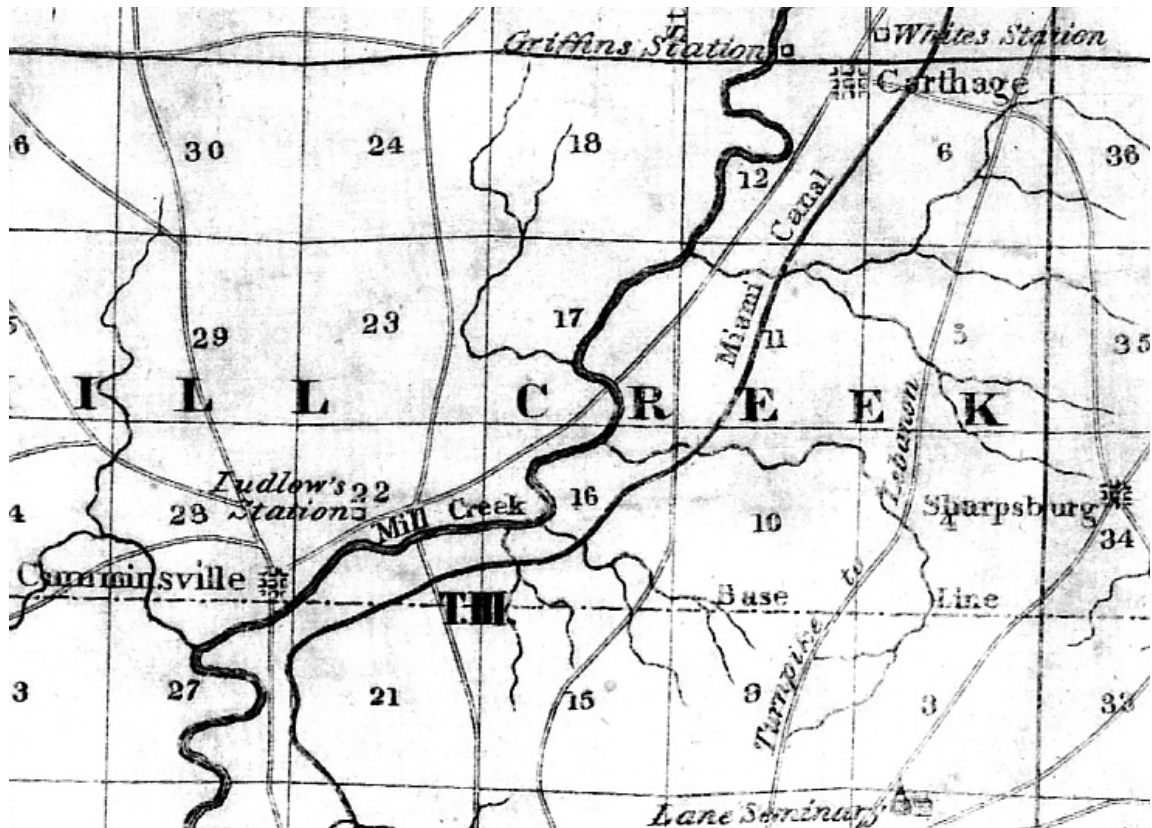 St
Griffins Station
Whites Station
Carthage
6
30
24
18
12
6
36
Miami Canal
29
23
17
11
5
35
I L L C R E E K
Ludlow's
Station
22
28
4
Mill Creek
16
10
Turnpike to Lebanon
4
Sharpsburg
34
Cumminsville
T.III.
Base Line
3
27
21
15
9
3
33
Lane Seminary